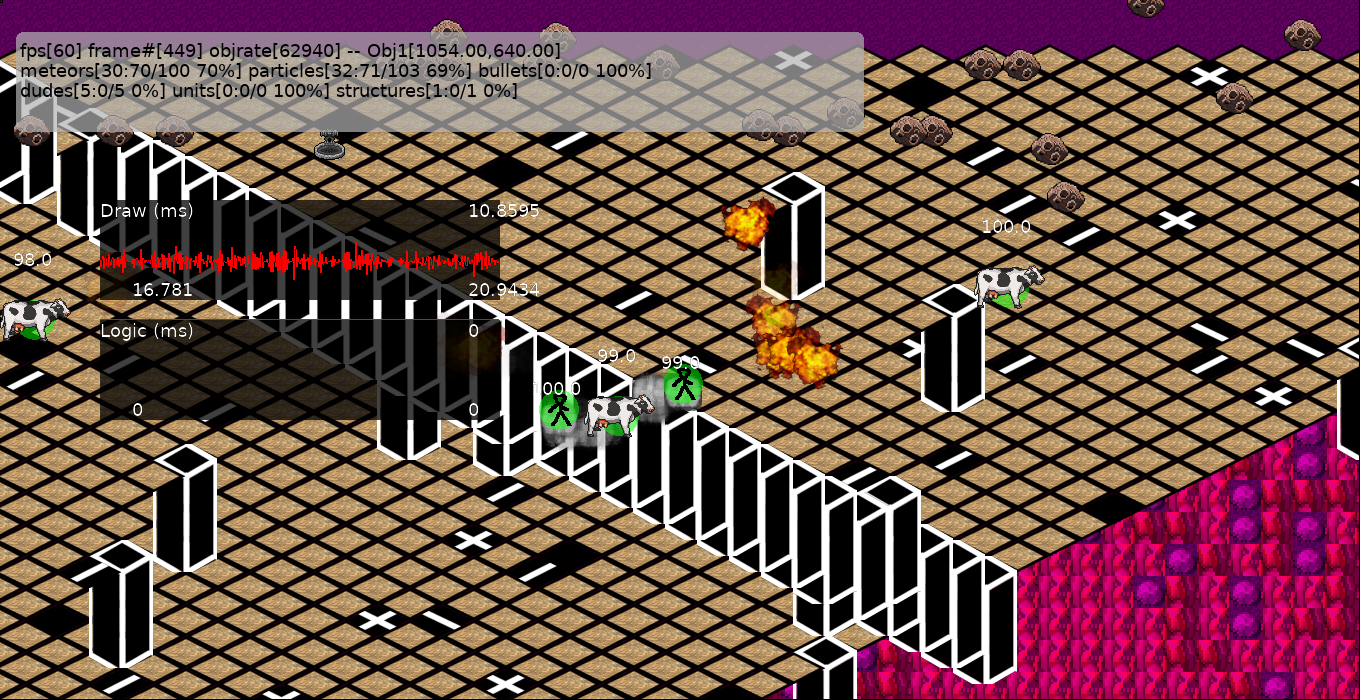 fps[60] frame#[449] objrate[62940] -- Obj1[1054.00,640.00]
meteors[30:70/100 70%] particles[32:71/103 69%] bullets[0:0/0 100%]
dudes[5:0/5 0%] units[0:0/0 100%] structures[1:0/1 0%]
Draw (ms) 10.8595
100.0
98.0
16.781 20.9434
Logic (ms) 0
99.0
99.0
100.0
0 0